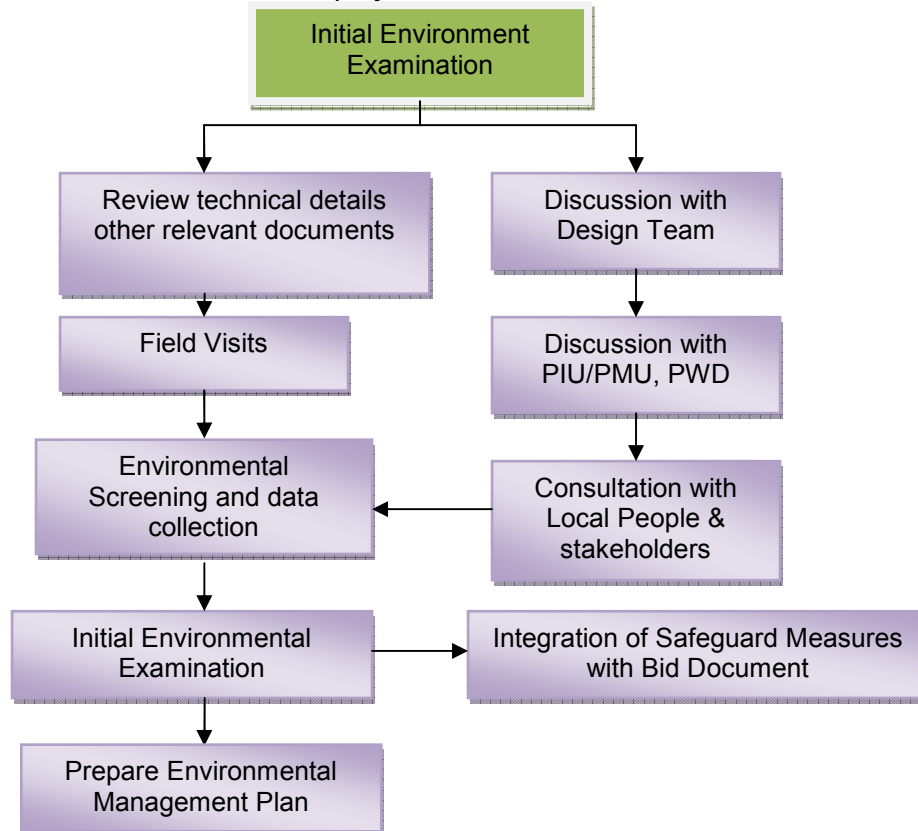 Initial Environment
Examination
Review technical details
other relevant documents
Discussion with
Design Team
Field Visits
Discussion with
PIU/PMU, PWD
Environmental
Screening and data
collection
Consultation with
Local People &
stakeholders
Initial Environmental
Examination
Integration of Safeguard Measures
with Bid Document
Prepare Environmental
Management Plan